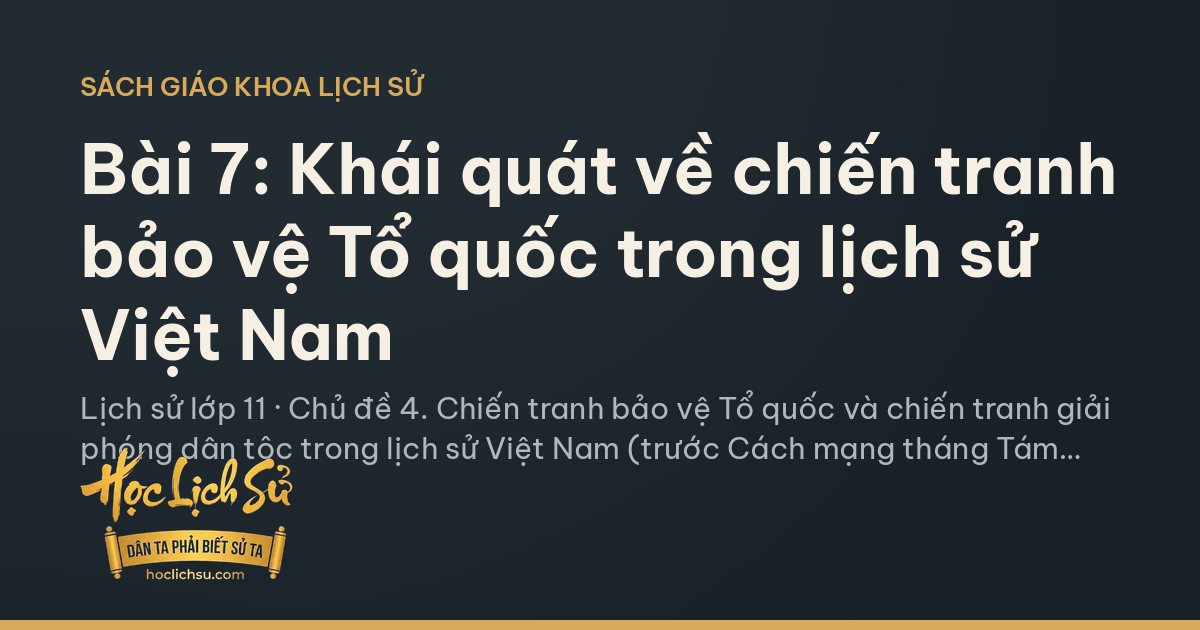 SÁCH GIÁO KHOA LỊCH SỬ
Bài 7: Khái quát về chiến tranh
bảo vệ Tổ quốc trong lịch sử
Việt Nam
Lịch sử lớp 11 · Chủ đề 4. Chiến tranh bảo vệ Tổ quốc và chiến tranh giải
phóng dân tộc trong lịch sử Việt Nam (trước Cách mạng tháng Tám...
Học Lịch Sử
DÂN TA PHẢI BIẾT SỬ TA
hoclichsu.com